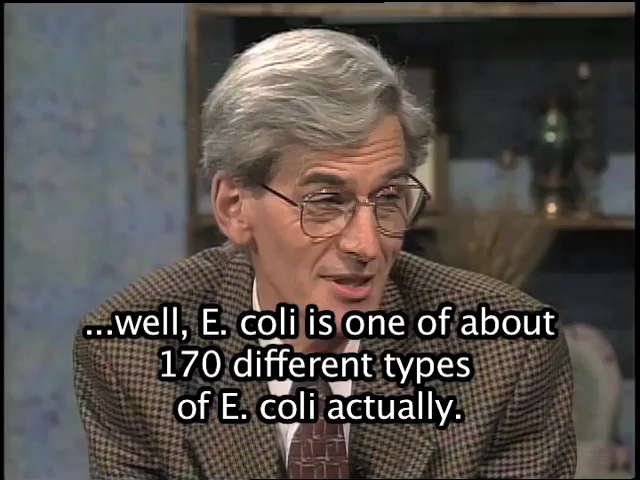 ...well, E. coli is one of about
170 different types
of E. coli actually.